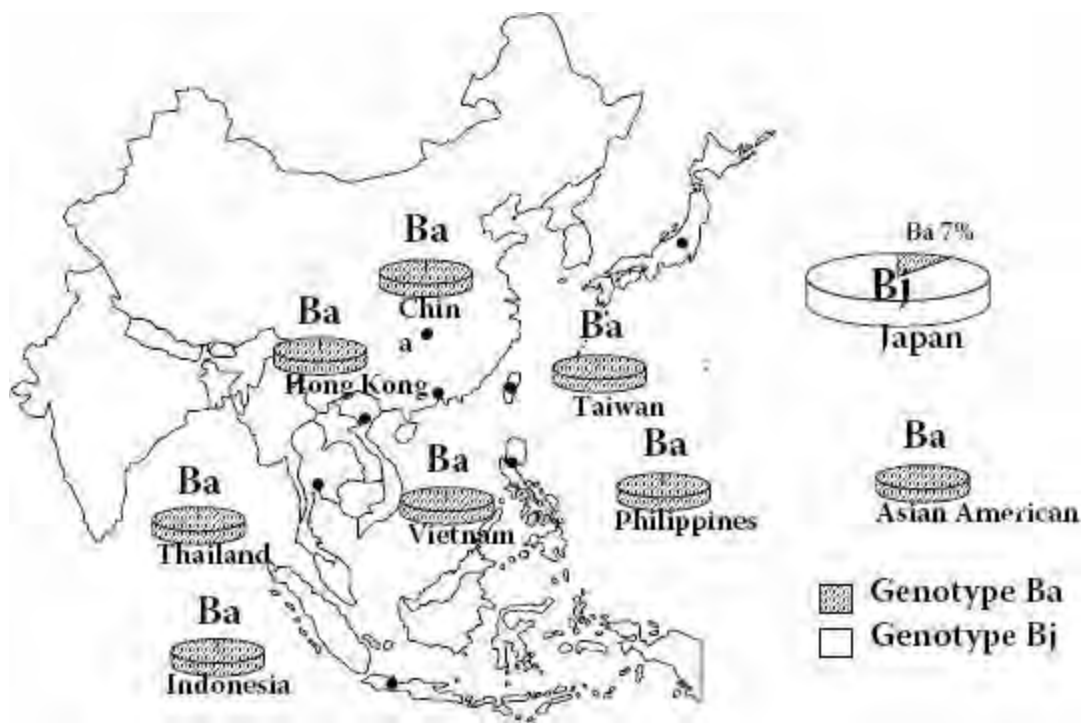 Ba
Chin
a
Ba 7%
Bj
Japan
Ba
Hong Kong
Ba
Taiwan
Ba
Thailand
Ba
Vietnam
Ba
Philippines
Ba
Asian American
Ba
Indonesia
Genotype Ba
Genotype Bj